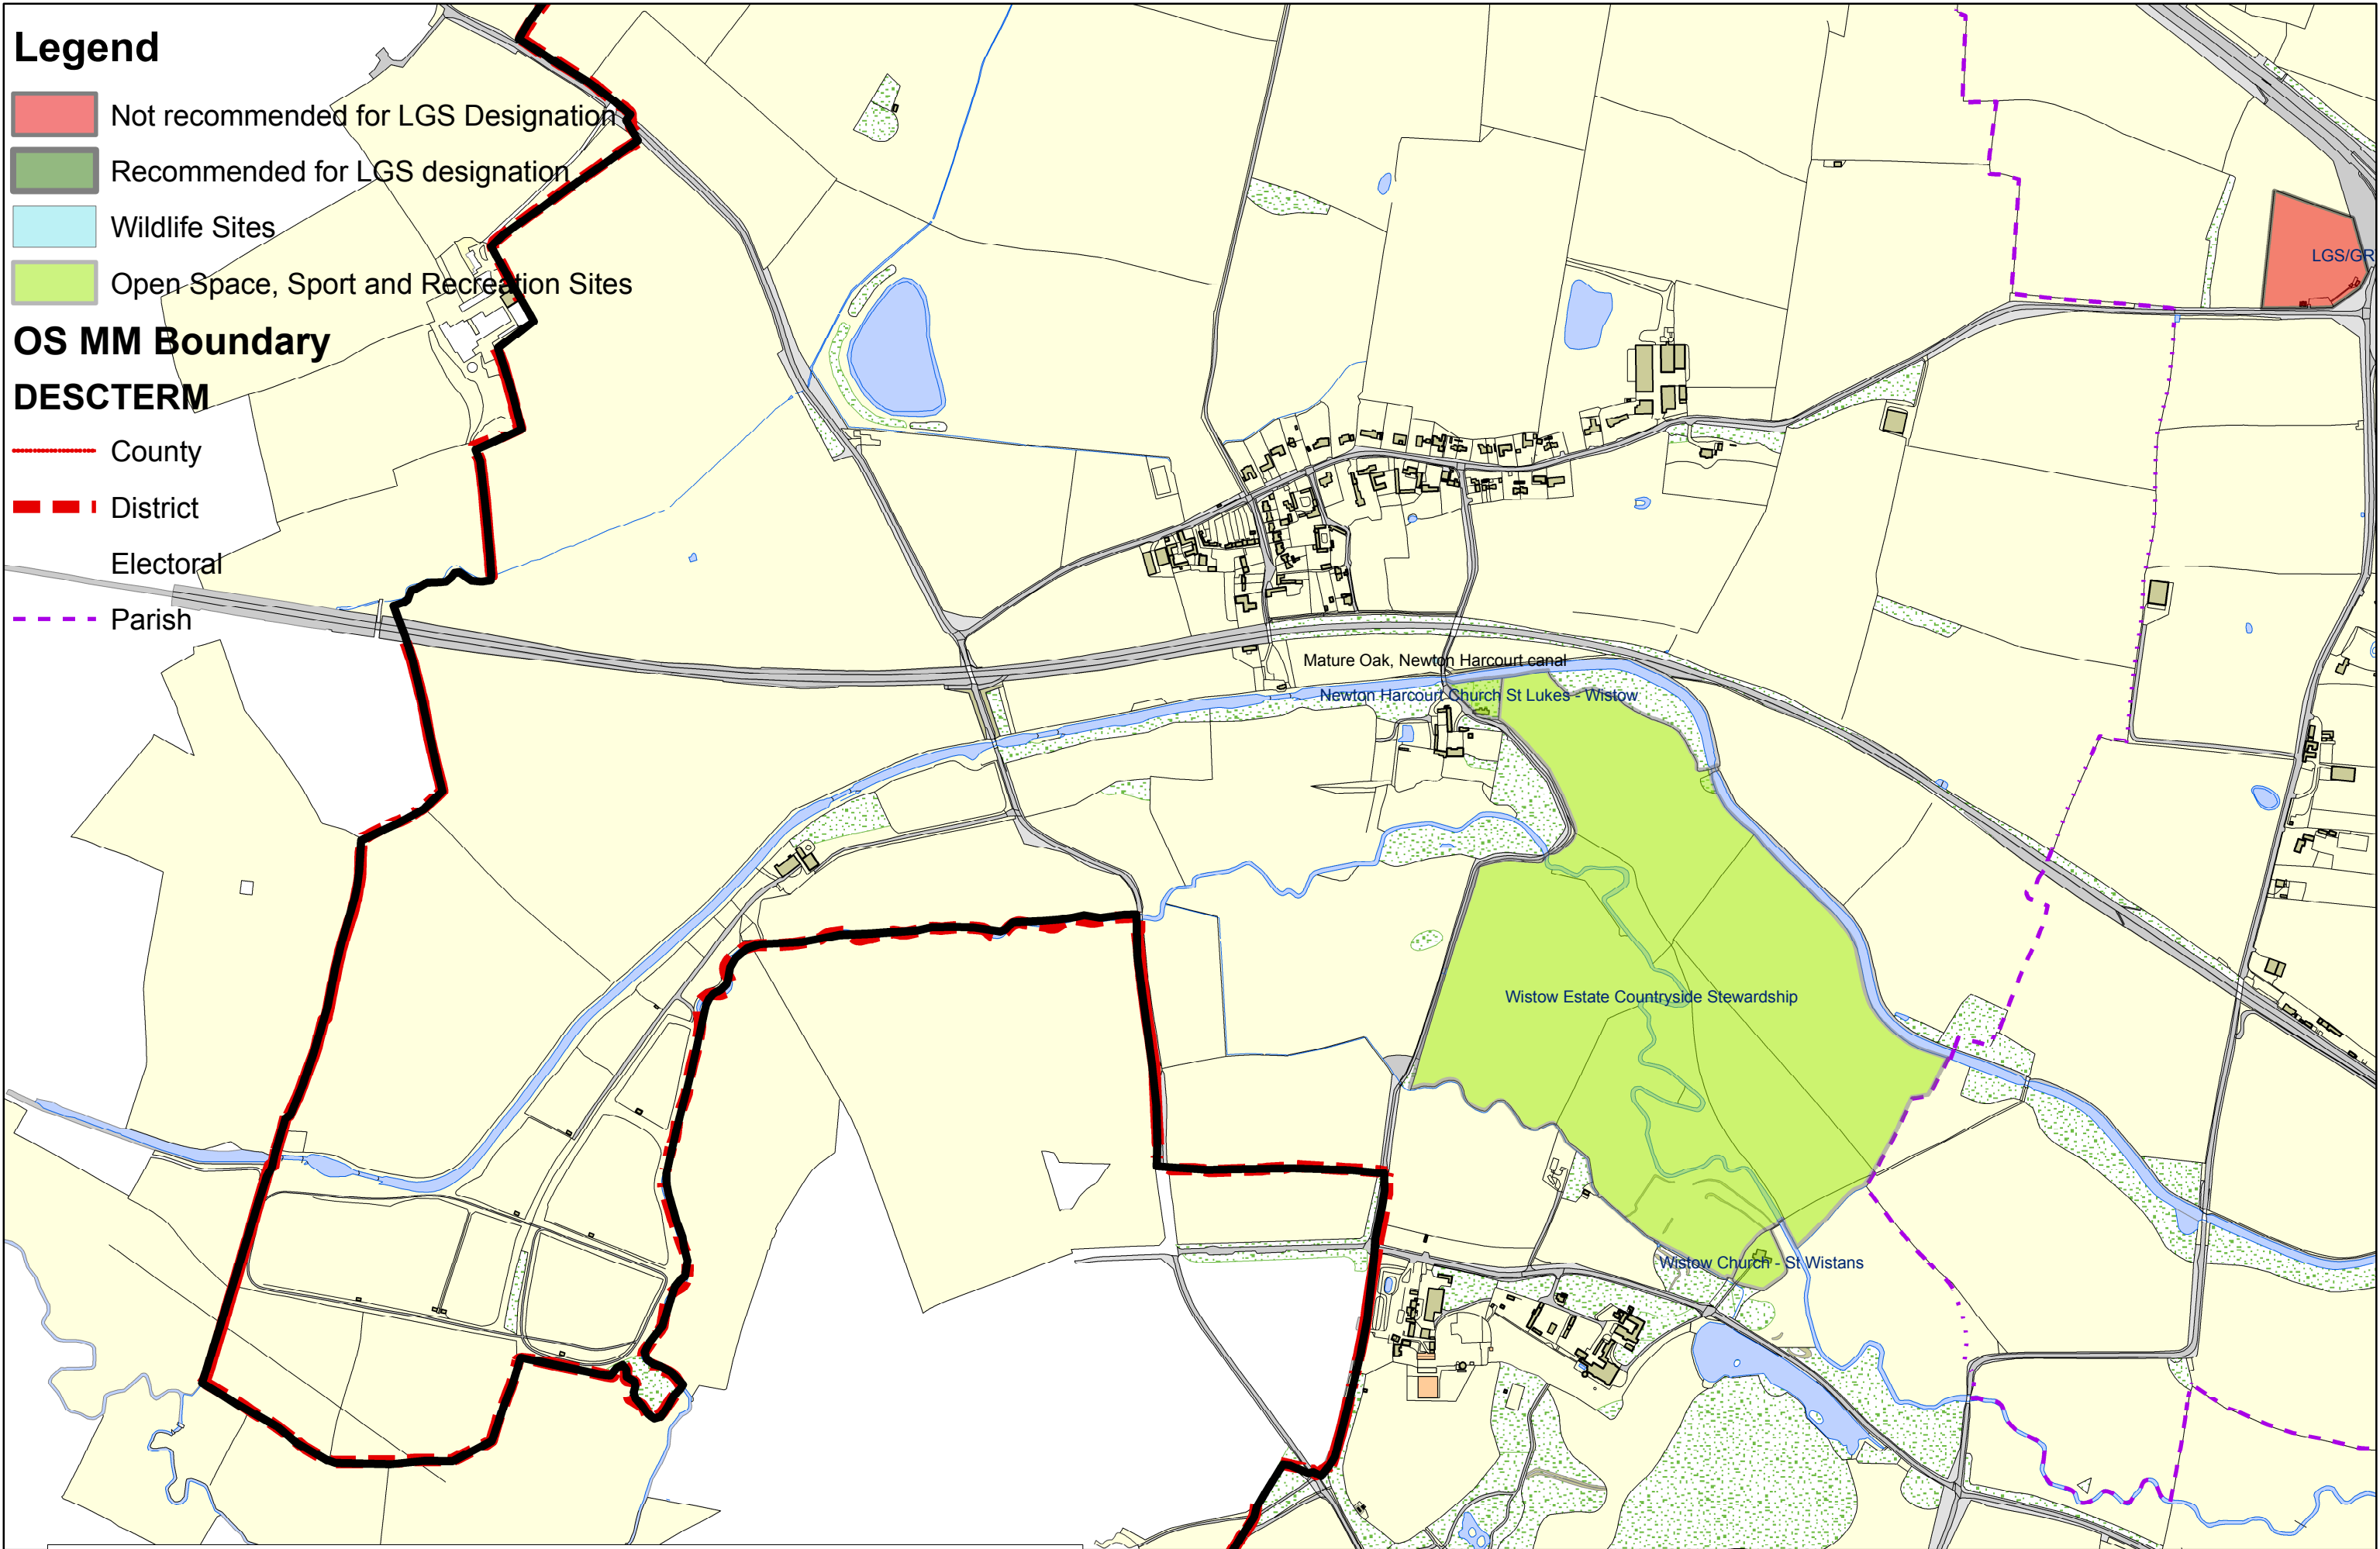 Legend
Not recommended for LGS Designation
Recommended for LGS designation
Wildlife Sites
Open Space, Sport and Recreation Sites
OS MM Boundary
DESCTERM
County
District
Electoral
Parish
LGS/GR
Mature Oak, Newton Harcourt canal
Newton Harcourt Church St Lukes - Wistow
Wistow Estate Countryside Stewardship
Wistow Church - St Wistans